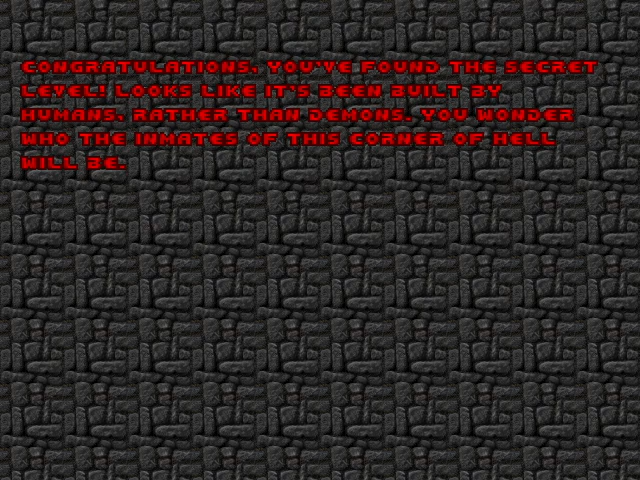 CONGRATULATIONS, YOU'VE FOUND THE SECRET
LEVEL! LOOKS LIKE IT'S BEEN BUILT BY
HUMANS, RATHER THAN DEMONS. YOU WONDER
WHO THE INMATES OF THIS CORNER OF HELL
WILL BE.